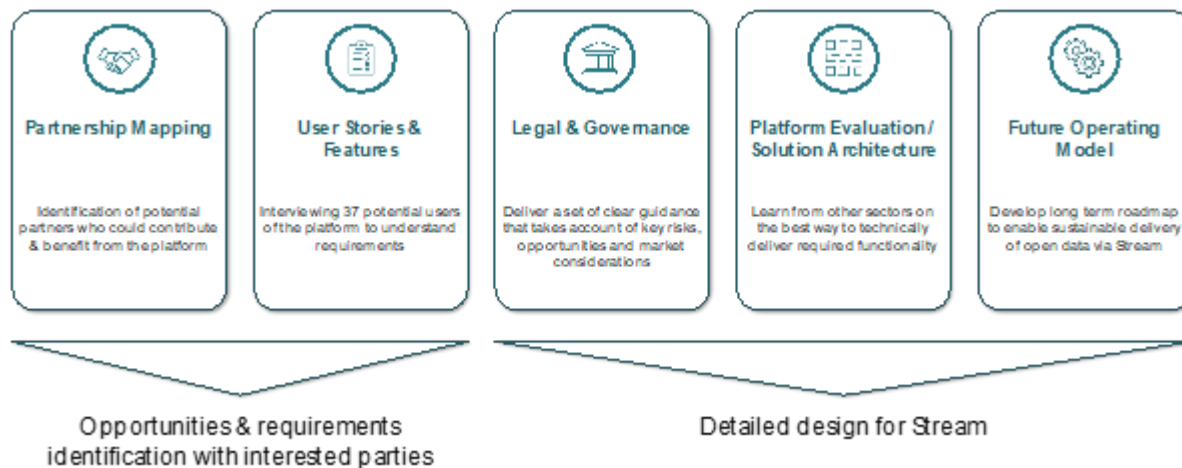 Partnership Mapping
Identification of potential
partners who could contribute
& benefit from the platform
User Stories &
Features
Interviewing 37 potential users
of the platform to understand
requirements
Legal & Governance
Deliver a set of clear guidance
that takes account of key risks,
opportunities and market
considerations
Platform Evaluation /
Solution Architecture
Learn from other sectors on
the best way to technically
deliver required functionality
Future Operating
Model
Develop long term roadmap
to enable sustainable delivery
of open data via Stream
Opportunities & requirements
identification with interested parties
Detailed design for Stream